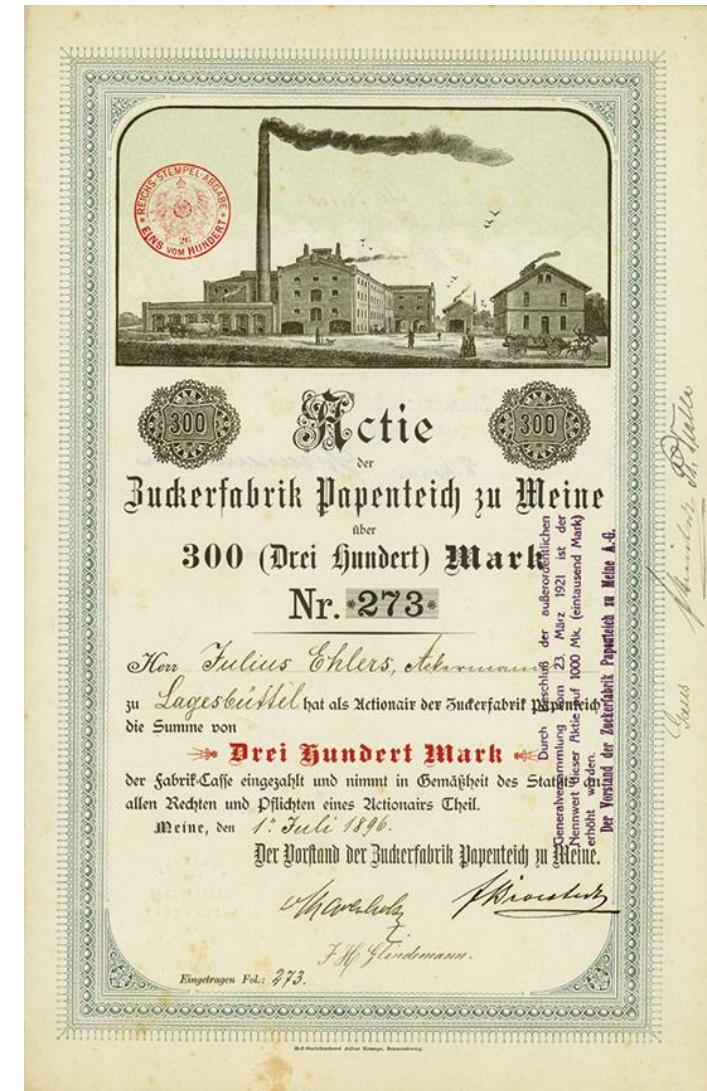 REICHS-STEMPEL-ABGABE
26
EINS VOM HUNDERT
300
Actie
300
der
Zuckerfabrik Papenteich zu Meine
über
300 (Drei Hundert) Mark
Nr. *273*
Herr Julius Ehlers, Ackermann
zu Lagesbüttel hat als Actionair der Zuckerfabrik Papenteich
die Summe von
Drei Hundert Mark
der Fabrik-Casse eingezahlt und nimmt in Gemäßheit des Statuts an
allen Rechten und Pflichten eines Actionairs Theil.
Meine, den 1. Juli 1896.
Der Vorstand der Zuckerfabrik Papenteich zu Meine.
J H Glindemann.
Eingetragen Fol.: 273.
Durch Beschluß der außerordentlichen
Generalversammlung vom 23. März 1921 ist der
Nennwert dieser Aktie auf 1000 Mk. (eintausend Mark)
erhöht worden.
Der Vorstand der Zuckerfabrik Papenteich zu Meine A.-G.